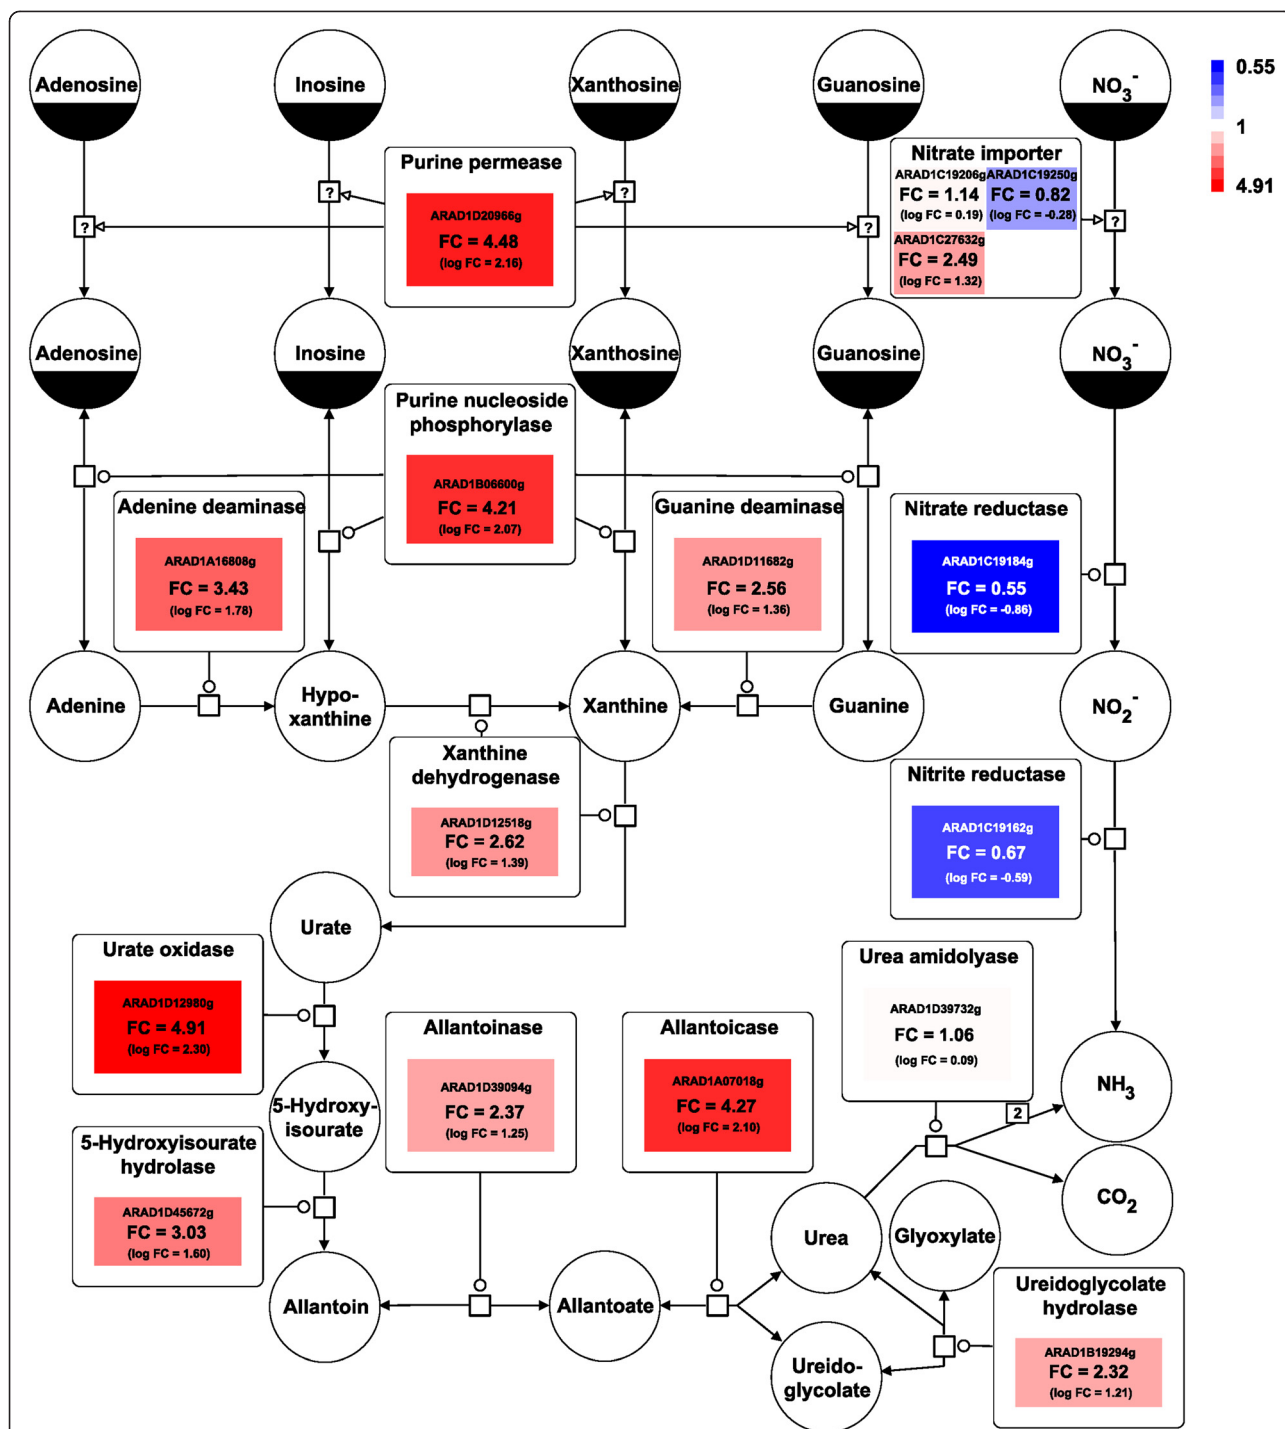 Adenosine
Inosine
Xanthosine
Guanosine
NO3-
0.55
1
4.91
Purine permease
ARAD1D20966g
FC = 4.48
(log FC = 2.16)
Nitrate importer
ARAD1C19206g
FC = 1.14
(log FC = 0.19)
ARAD1C19250g
FC = 0.82
(log FC = -0.28)
ARAD1C27632g
FC = 2.49
(log FC = 1.32)
?
?
?
?
?
Adenosine
Inosine
Xanthosine
Guanosine
NO3-
Purine nucleoside
phosphorylase
ARAD1B06600g
FC = 4.21
(log FC = 2.07)
Adenine deaminase
ARAD1A16808g
FC = 3.43
(log FC = 1.78)
Guanine deaminase
ARAD1D11682g
FC = 2.56
(log FC = 1.36)
Nitrate reductase
ARAD1C19184g
FC = 0.55
(log FC = -0.86)
Adenine
Hypo-
xanthine
Xanthine
Guanine
NO2-
Xanthine
dehydrogenase
ARAD1D12518g
FC = 2.62
(log FC = 1.39)
Nitrite reductase
ARAD1C19162g
FC = 0.67
(log FC = -0.59)
Urate
Urate oxidase
ARAD1D12980g
FC = 4.91
(log FC = 2.30)
Urea amidolyase
ARAD1D39732g
FC = 1.06
(log FC = 0.09)
Allantoinase
ARAD1D39094g
FC = 2.37
(log FC = 1.25)
Allantoicase
ARAD1A07018g
FC = 4.27
(log FC = 2.10)
5-Hydroxy-
isourate
NH3
2
5-Hydroxyisourate
hydrolase
ARAD1D45672g
FC = 3.03
(log FC = 1.60)
CO2
Urea
Glyoxylate
Allantoin
Allantoate
Ureidoglycolate
hydrolase
ARAD1B19294g
FC = 2.32
(log FC = 1.21)
Ureido-
glycolate